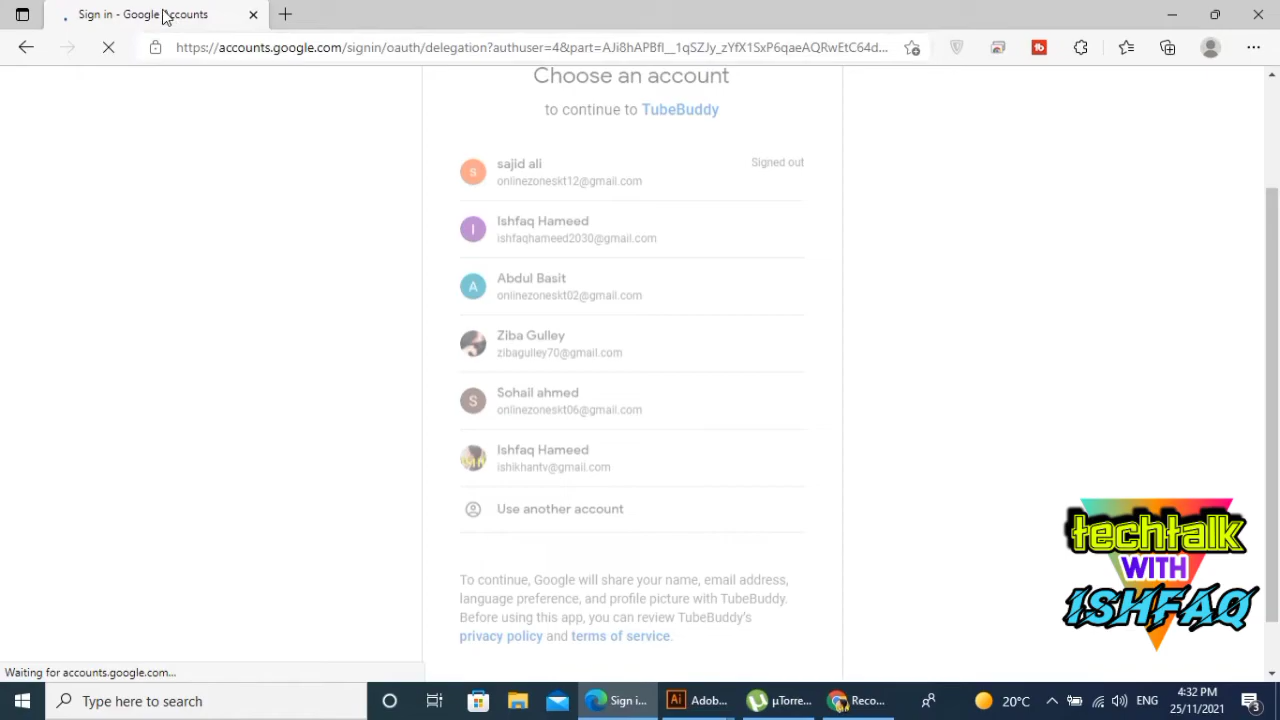 Sign in - Google Accounts
https://accounts.google.com/signin/oauth/delegation?authuser=4&part=AJi8hAPBfl__1qSZJy_zYfX1SxP6qaeAQRwEtC64d...
Choose an account
to continue to TubeBuddy
S
sajid ali
Signed out
onlinezoneskt12@gmail.com
I
Ishfaq Hameed
ishfaqhameed2030@gmail.com
A
Abdul Basit
onlinezoneskt02@gmail.com
Ziba Gulley
zibagulley70@gmail.com
S
Sohail ahmed
onlinezoneskt06@gmail.com
Ishfaq Hameed
ishikhantv@gmail.com
Use another account
To continue, Google will share your name, email address,
language preference, and profile picture with TubeBuddy.
Before using this app, you can review TubeBuddy's
privacy policy and terms of service.
techtalk
WITH
ISHFAQ
Waiting for accounts.google.com...
Type here to search
Sign i...
Ai
Adob...
µTorre...
Reco...
20°C
ENG
4:32 PM
25/11/2021
3